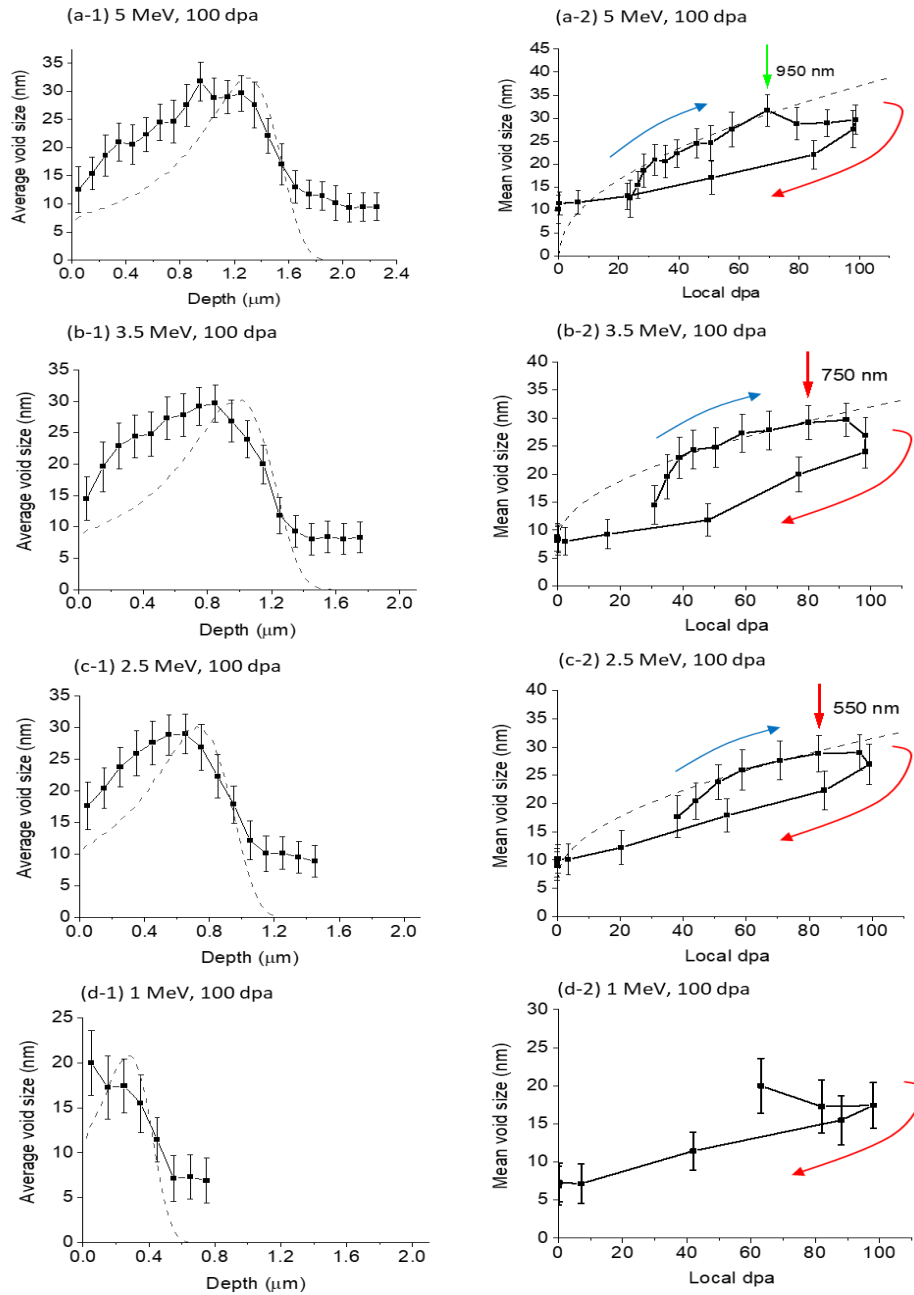 (a-1) 5 MeV, 100 dpa
Average void size (nm)
35
30
25
20
15
10
5
0
0.0 0.4 0.8 1.2 1.6 2.0 2.4
Depth (μm)
(a-2) 5 MeV, 100 dpa
950 nm
Mean void size (nm)
45
40
35
30
25
20
15
10
5
0
0 20 40 60 80 100
Local dpa
(b-1) 3.5 MeV, 100 dpa
Average void size (nm)
35
30
25
20
15
10
5
0
0.0 0.4 0.8 1.2 1.6 2.0
Depth (μm)
(b-2) 3.5 MeV, 100 dpa
750 nm
Mean void size (nm)
40
35
30
25
20
15
10
5
0
0 20 40 60 80 100
Local dpa
(c-1) 2.5 MeV, 100 dpa
Average void size (nm)
35
30
25
20
15
10
5
0
0.0 0.4 0.8 1.2 1.6 2.0
Depth (μm)
(c-2) 2.5 MeV, 100 dpa
550 nm
Mean void size (nm)
40
35
30
25
20
15
10
5
0
0 20 40 60 80 100
Local dpa
(d-1) 1 MeV, 100 dpa
Average void size (nm)
25
20
15
10
5
0
0.0 0.4 0.8 1.2 1.6 2.0
Depth (μm)
(d-2) 1 MeV, 100 dpa
Mean void size (nm)
30
25
20
15
10
5
0
0 20 40 60 80 100
Local dpa